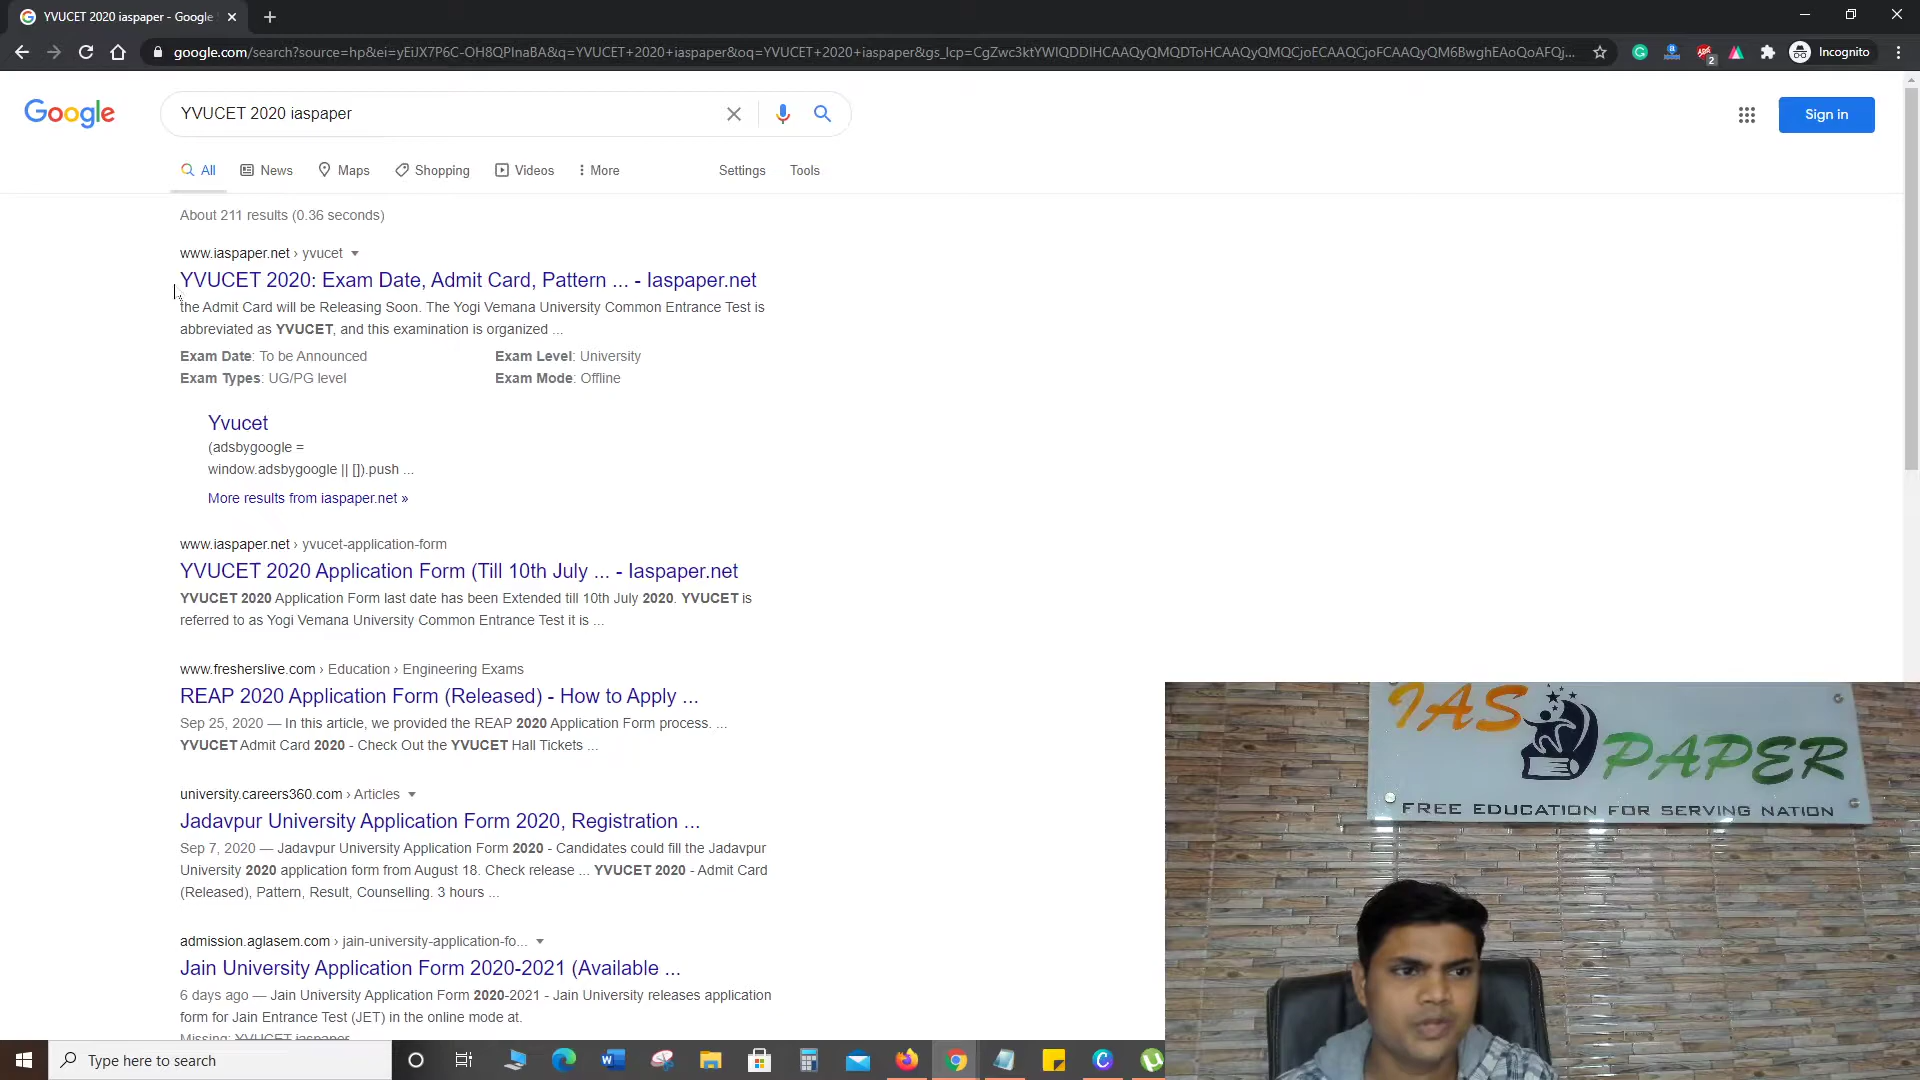 YVUCET 2020 iaspaper - Google
google.com/search?source=hp&ei=yEiJX7P6C-OH8QPInaBA&q=YVUCET+2020+iaspaper&oq=YVUCET+2020+iaspaper&gs_lcp=CgZwc3ktYWIQDDIHCAAQyQMQDToHCAAQyQMQCjoECAAQCjoFCAAQyQM6BwghEAoQoAFQj...
2
Incognito
Google
YVUCET 2020 iaspaper
Sign in
All
News
Maps
Shopping
Videos
More
Settings
Tools
About 211 results (0.36 seconds)
www.iaspaper.net › yvucet
YVUCET 2020: Exam Date, Admit Card, Pattern ... - Iaspaper.net
the Admit Card will be Releasing Soon. The Yogi Vemana University Common Entrance Test is
abbreviated as YVUCET, and this examination is organized ...
Exam Date: To be Announced
Exam Level: University
Exam Types: UG/PG level
Exam Mode: Offline
Yvucet
(adsbygoogle =
window.adsbygoogle || []).push ...
More results from iaspaper.net »
www.iaspaper.net › yvucet-application-form
YVUCET 2020 Application Form (Till 10th July ... - Iaspaper.net
YVUCET 2020 Application Form last date has been Extended till 10th July 2020. YVUCET is
referred to as Yogi Vemana University Common Entrance Test it is ...
www.fresherslive.com › Education › Engineering Exams
REAP 2020 Application Form (Released) - How to Apply ...
Sep 25, 2020 — In this article, we provided the REAP 2020 Application Form process. ...
YVUCET Admit Card 2020 - Check Out the YVUCET Hall Tickets ...
university.careers360.com › Articles
Jadavpur University Application Form 2020, Registration ...
Sep 7, 2020 — Jadavpur University Application Form 2020 - Candidates could fill the Jadavpur
University 2020 application form from August 18. Check release ... YVUCET 2020 - Admit Card
(Released), Pattern, Result, Counselling. 3 hours ...
admission.aglasem.com › jain-university-application-fo...
Jain University Application Form 2020-2021 (Available ...
6 days ago — Jain University Application Form 2020-2021 - Jain University releases application
form for Jain Entrance Test (JET) in the online mode at.
Missing: YVUCET iaspaper
IAS
PAPER
FREE EDUCATION FOR SERVING NATION
Type here to search